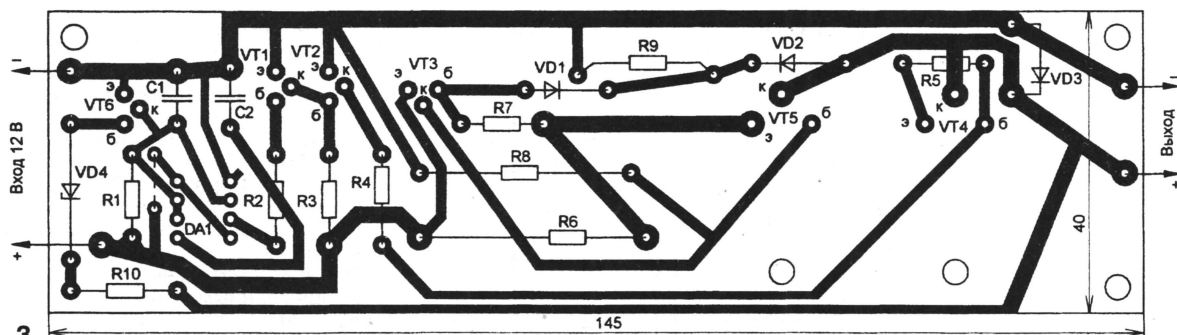 Вход 12 В
−
+
VT1
э
б
VT2
э
к
б
VT3
э
к
б
VT6
э
к
б
C1
C2
VD4
R1
DA1
R2
R3
R4
R10
VD1
R9
VD2
R7
R8
R6
к
VT5
э
б
R5
к
VT4
э
б
VD3
−
Выход
+
40
145
3